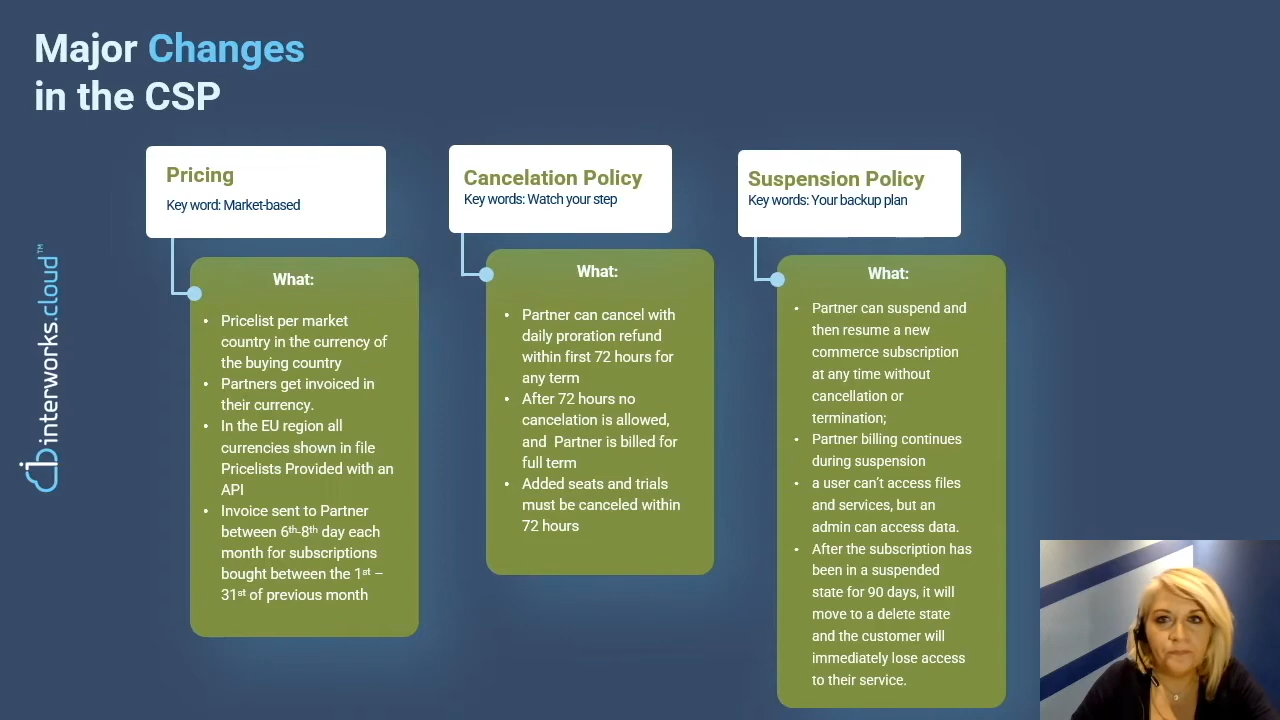 Major Changes
in the CSP
Pricing
Key word: Market-based
What:
• Pricelist per market
country in the currency of
the buying country
• Partners get invoiced in
their currency.
• In the EU region all
currencies shown in file
Pricelists Provided with an
API
• Invoice sent to Partner
between 6th-8th day each
month for subscriptions
bought between the 1st –
31st of previous month
Cancelation Policy
Key words: Watch your step
What:
• Partner can cancel with
daily proration refund
within first 72 hours for
any term
• After 72 hours no
cancelation is allowed,
and Partner is billed for
full term
• Added seats and trials
must be canceled within
72 hours
Suspension Policy
Key words: Your backup plan
What:
• Partner can suspend and
then resume a new
commerce subscription
at any time without
cancellation or
termination;
• Partner billing continues
during suspension
• a user can’t access files
and services, but an
admin can access data.
• After the subscription has
been in a suspended
state for 90 days, it will
move to a delete state
and the customer will
immediately lose access
to their service.
interworks.cloud™